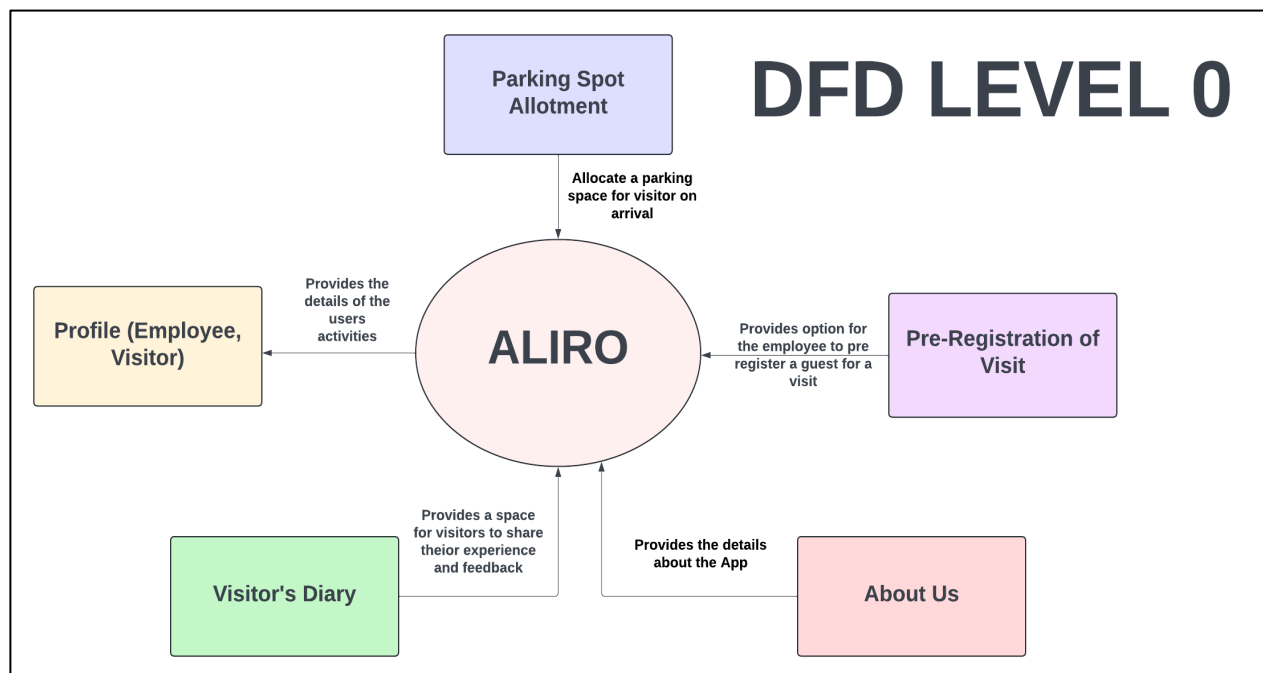 Parking Spot
Allotment
DFD LEVEL 0
Allocate a parking
space for visitor on
arrival
Provides the
details of the
users
activities
Profile (Employee,
Visitor)
ALIRO
Provides option for
the employee to pre
register a guest for a
visit
Pre-Registration of
Visit
Provides a space
for visitors to share
theior experience
and feedback
Provides the details
about the App
Visitor's Diary
About Us